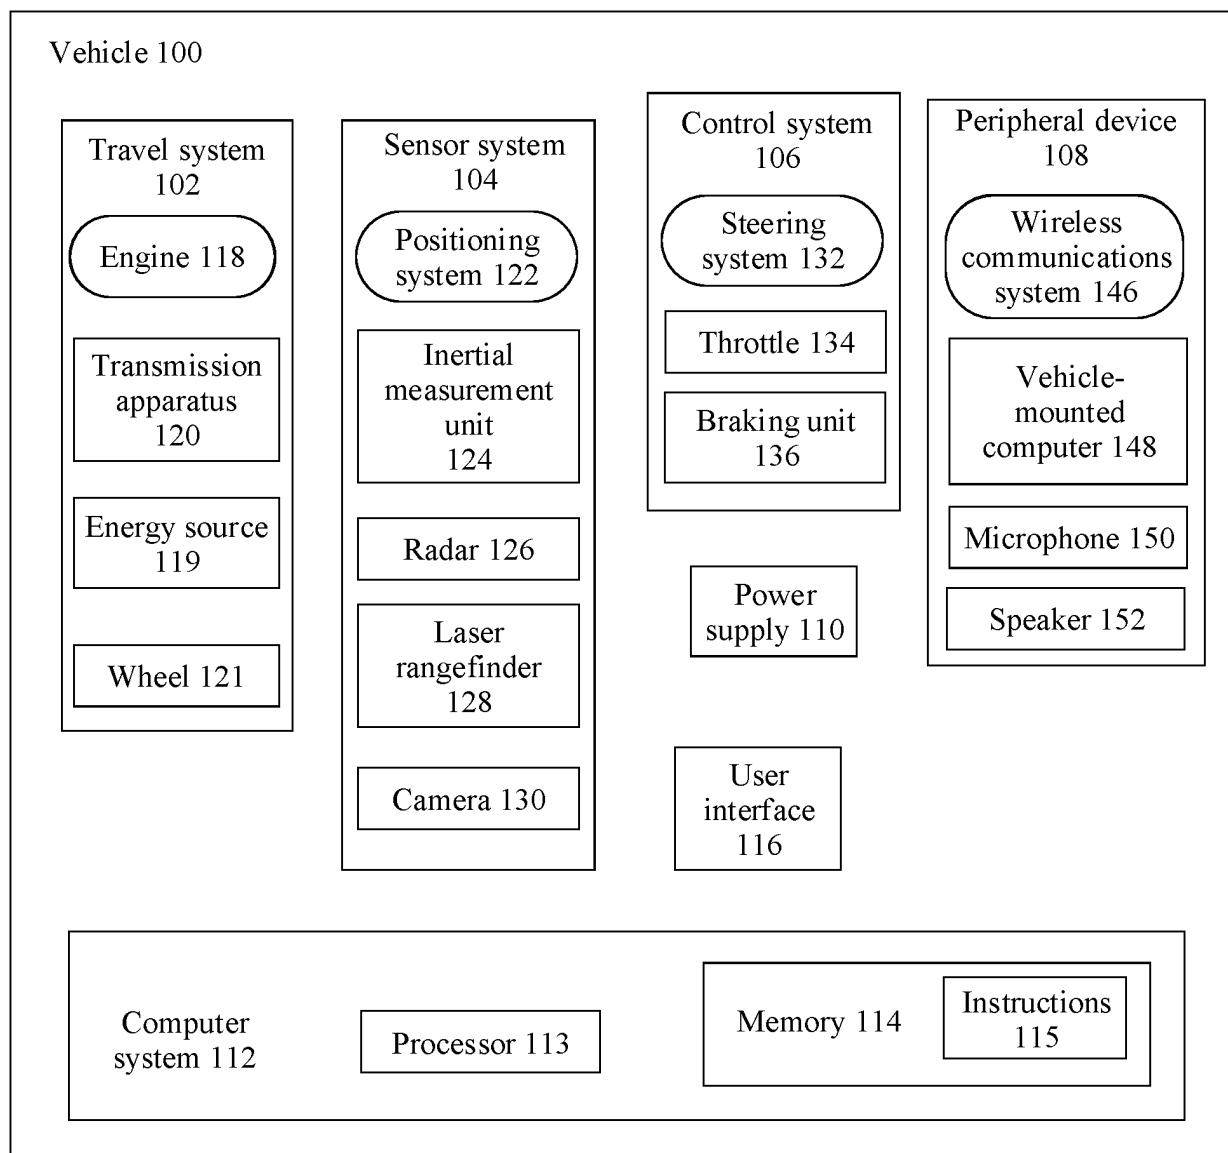 Vehicle 100
Travel system
102
Engine 118
Transmission
apparatus
120
Energy source
119
Wheel 121
Sensor system
104
Positioning
system 122
Inertial
measurement
unit
124
Radar 126
Laser
rangefinder
128
Camera 130
Control system
106
Steering
system 132
Throttle 134
Braking unit
136
Power
supply 110
User
interface
116
Peripheral device
108
Wireless
communications
system 146
Vehicle-
mounted
computer 148
Microphone 150
Speaker 152
Computer
system 112
Processor 113
Memory 114
Instructions
115